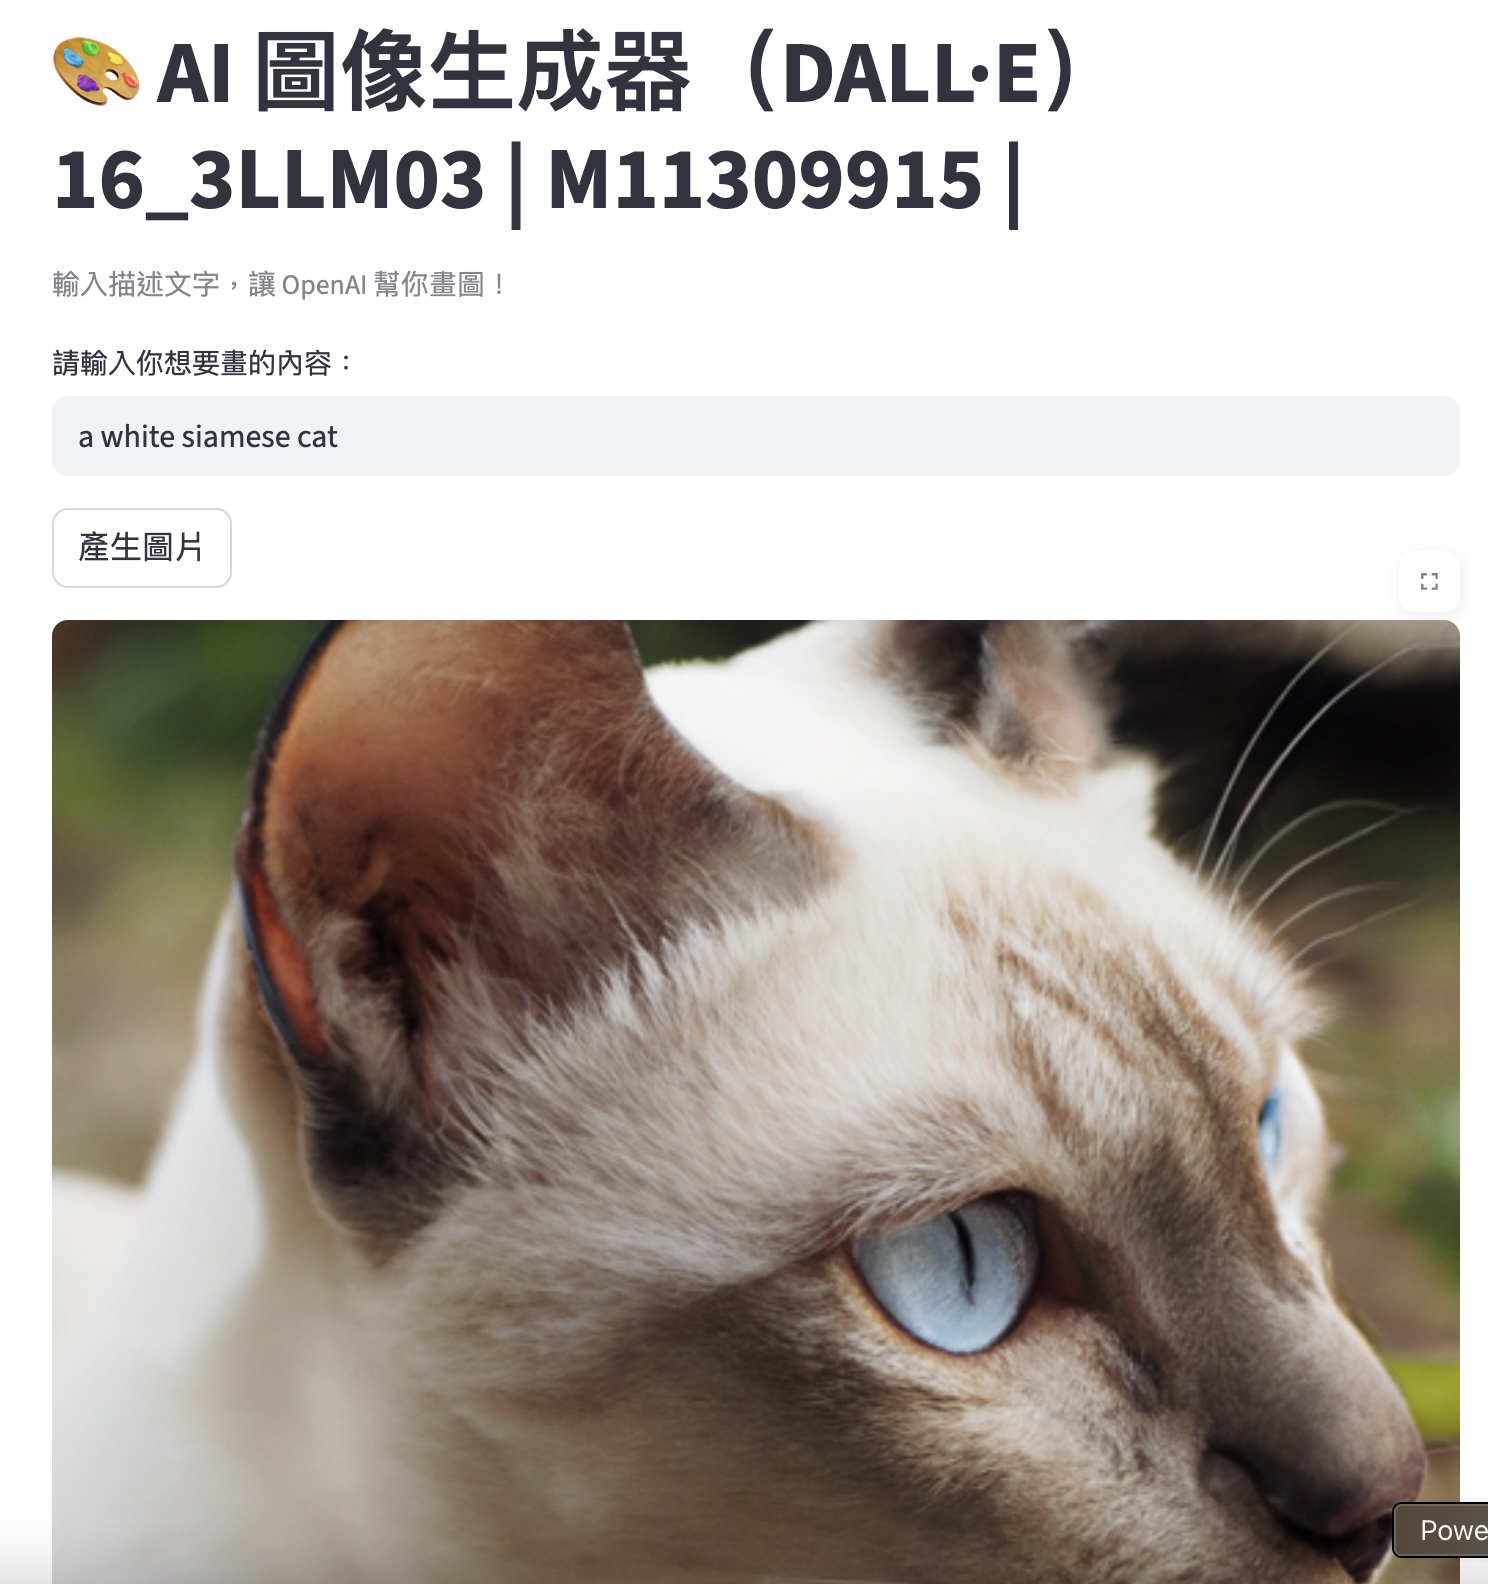 AI 圖像生成器（DALL·E）
16_3LLM03 | M11309915 |
輸入描述文字，讓 OpenAI 幫你畫圖！
請輸入你想要畫的內容：
a white siamese cat
產生圖片
Powe